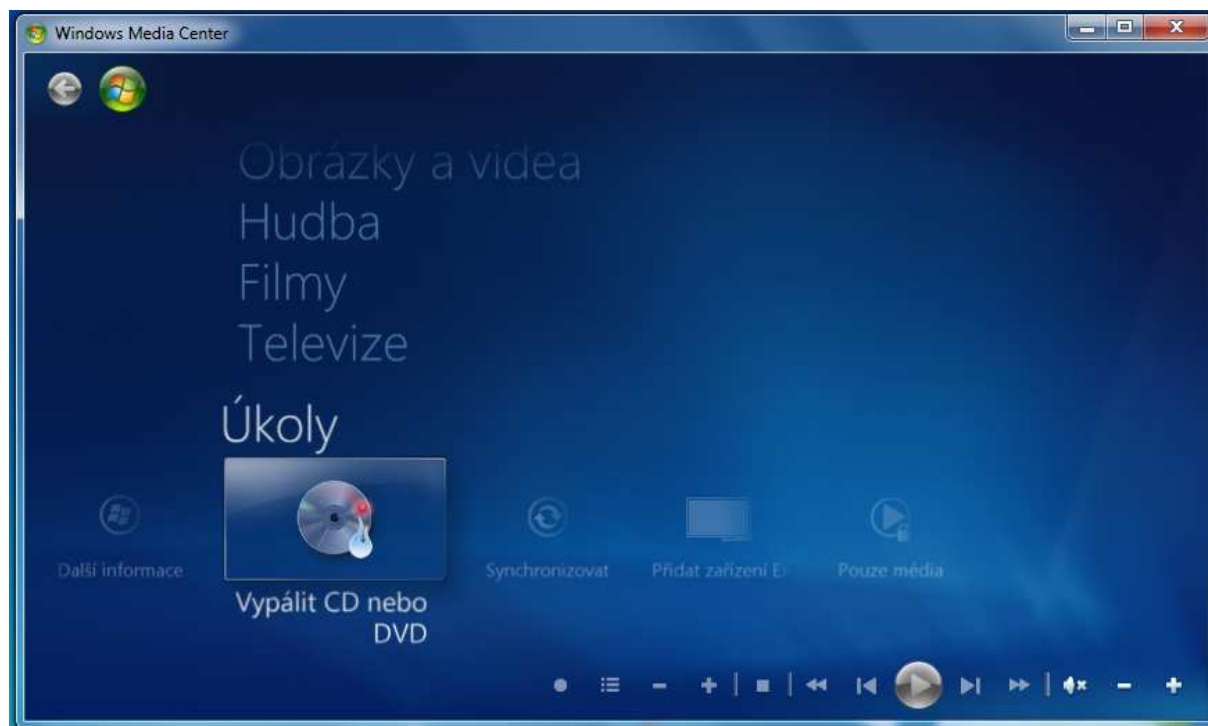 Windows Media Center
Obrázky a videa
Hudba
Filmy
Televize
Úkoly
Další informace
Vypálit CD nebo
DVD
Synchronizovat
Přidat zařízení E
Pouze média